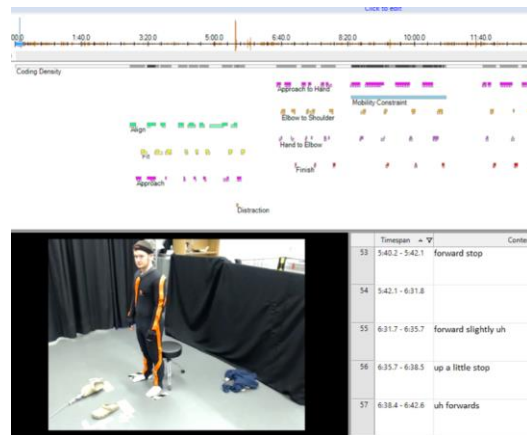 Click to edit
00:0 1:40 3:20.0 5:00.0 6:40.0 8:20.0 10:00.0 11:40.0
Coding Density
Approach to Hand
Mobility Constraint
Elbow to Shoulder
Align
Hand to Elbow
Fit
Finish
Approach
Distraction
Timespan Conte
53 5:40.2 - 5:42.1 forward stop
54 5:42.1 - 6:31.8
55 6:31.7 - 6:35.7 forward slightly uh
56 6:35.7 - 6:38.5 up a little stop
57 6:38.4 - 6:42.6 uh forwards